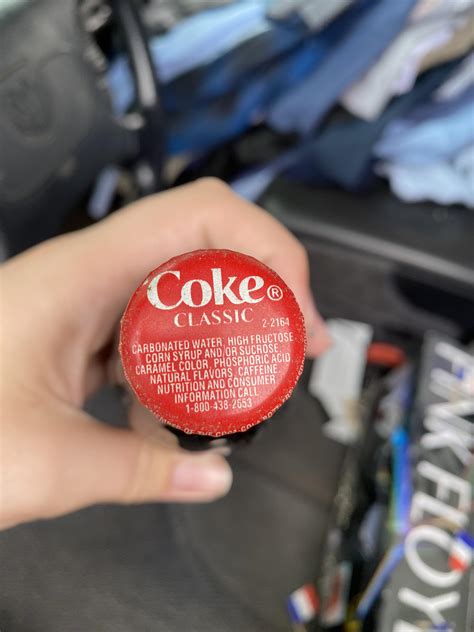 Coke®
CLASSIC
2-2164
CARBONATED WATER, HIGH FRUCTOSE
CORN SYRUP AND/OR SUCROSE,
CARAMEL COLOR, PHOSPHORIC ACID
NATURAL FLAVORS, CAFFEINE
NUTRITION AND CONSUMER
INFORMATION CALL
1-800-438-2653
PINK FLOY